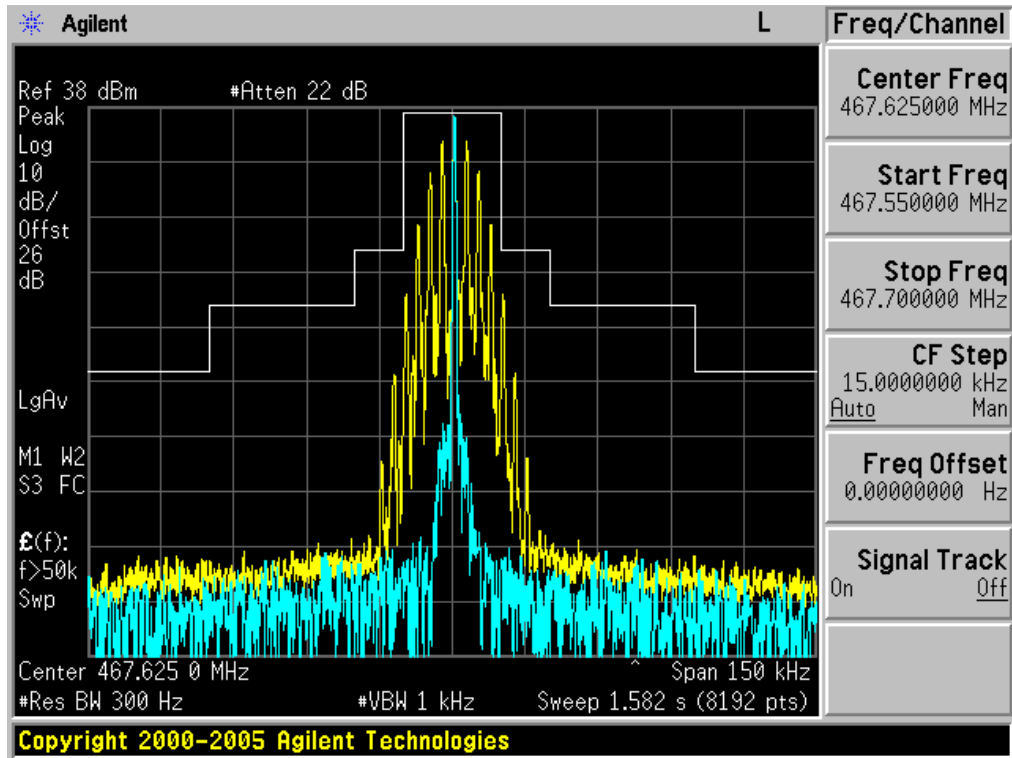 Agilent
L
Freq/Channel
Ref 38 dBm
#Atten 22 dB
Peak
Log
10
dB/
Offst
26
dB
LgAv
M1 W2
S3 FC
£(f):
f>50k
Swp
Center 467.625 0 MHz
^
Span 150 kHz
#Res BW 300 Hz
#VBW 1 kHz
Sweep 1.582 s (8192 pts)
Copyright 2000-2005 Agilent Technologies
Center Freq
467.625000 MHz
Start Freq
467.550000 MHz
Stop Freq
467.700000 MHz
CF Step
15.0000000 kHz
Auto Man
Freq Offset
0.00000000 Hz
Signal Track
On Off